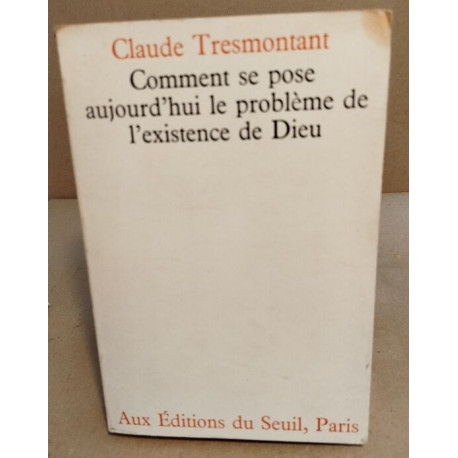 Claude Tresmontant
Comment se pose
aujourd'hui le problème de
l'existence de Dieu
Aux Éditions du Seuil, Paris